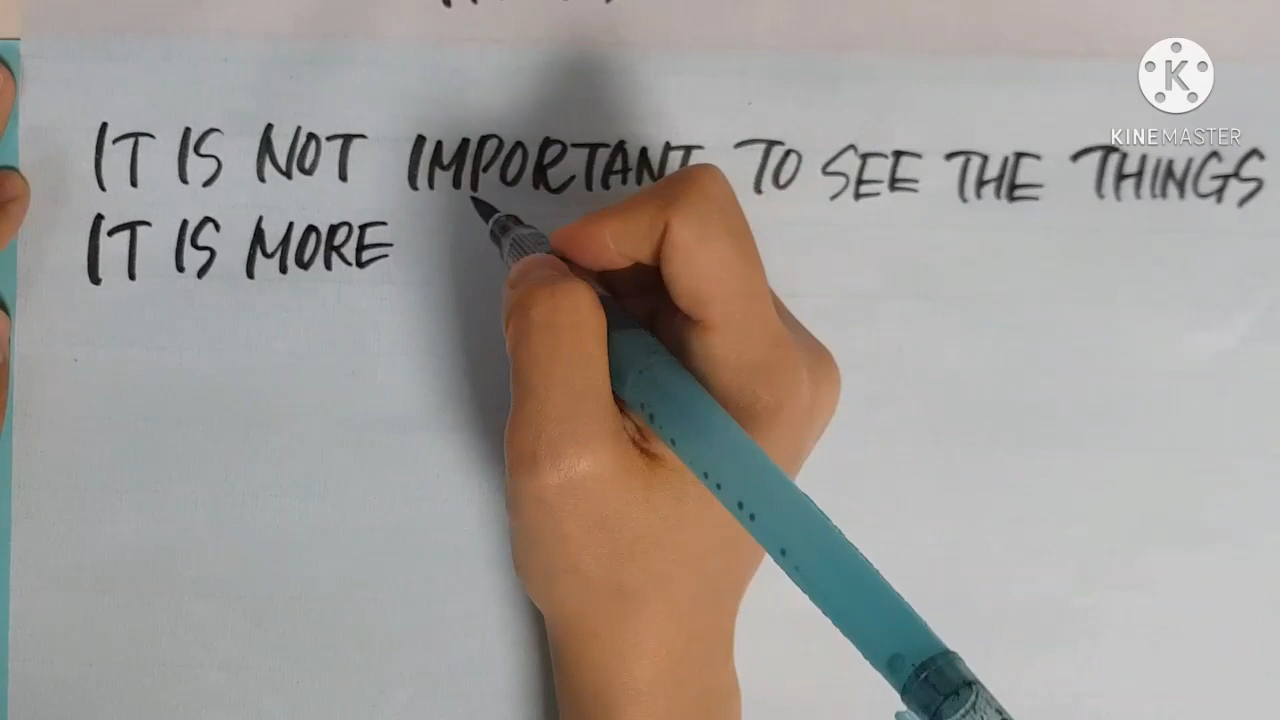 IT IS NOT IMPORTANT TO SEE THE THINGS
IT IS MORE
K
KINEMASTER